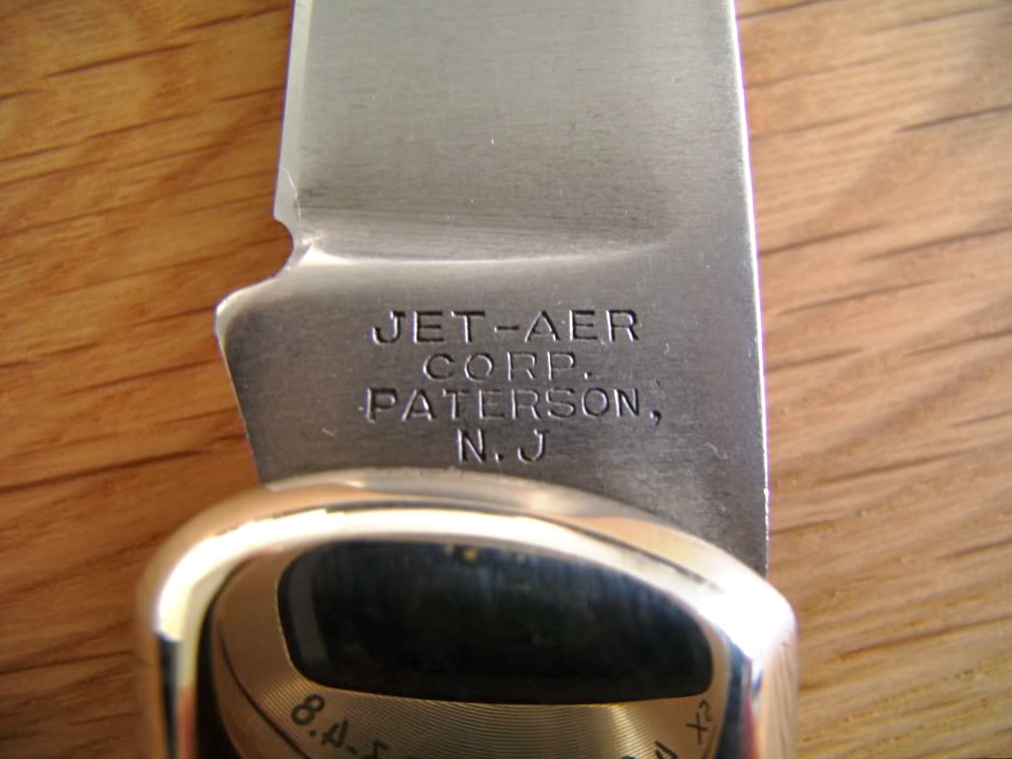 JET-AER
CORP.
PATERSON,
N.J